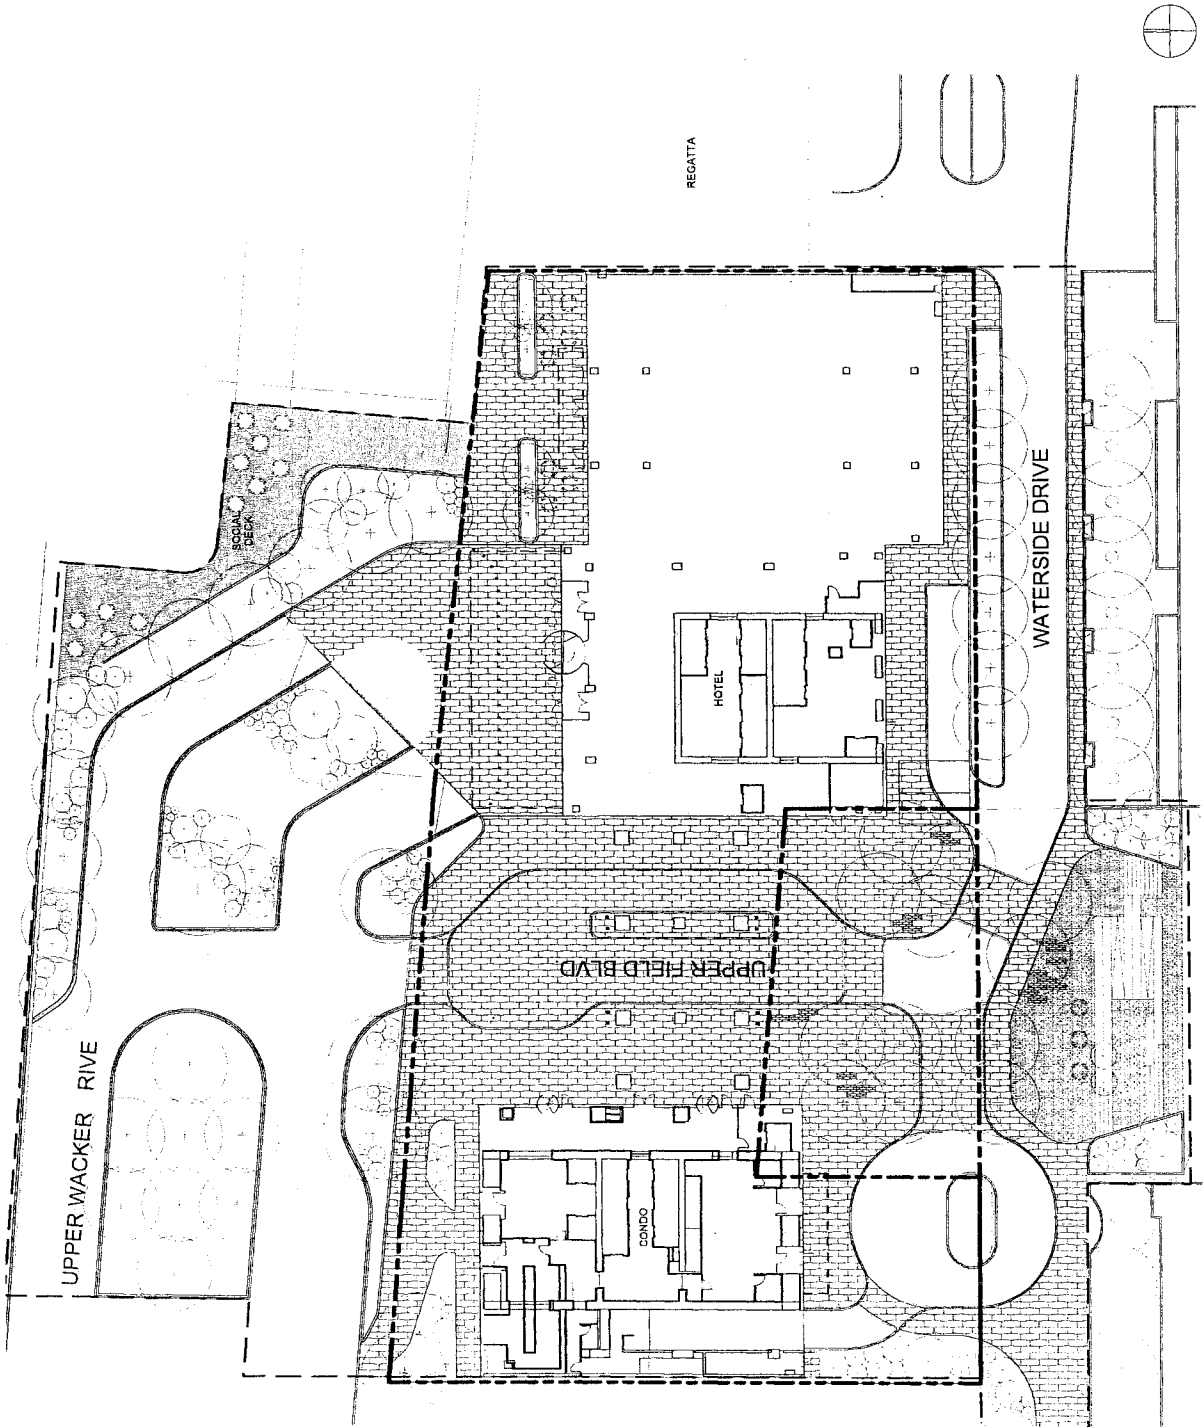 REGATTA
SOCIAL
DECK
WATERSIDE DRIVE
HOTEL
UPPER FIELD BLVD
UPPER WACKER RIVE
CONDO